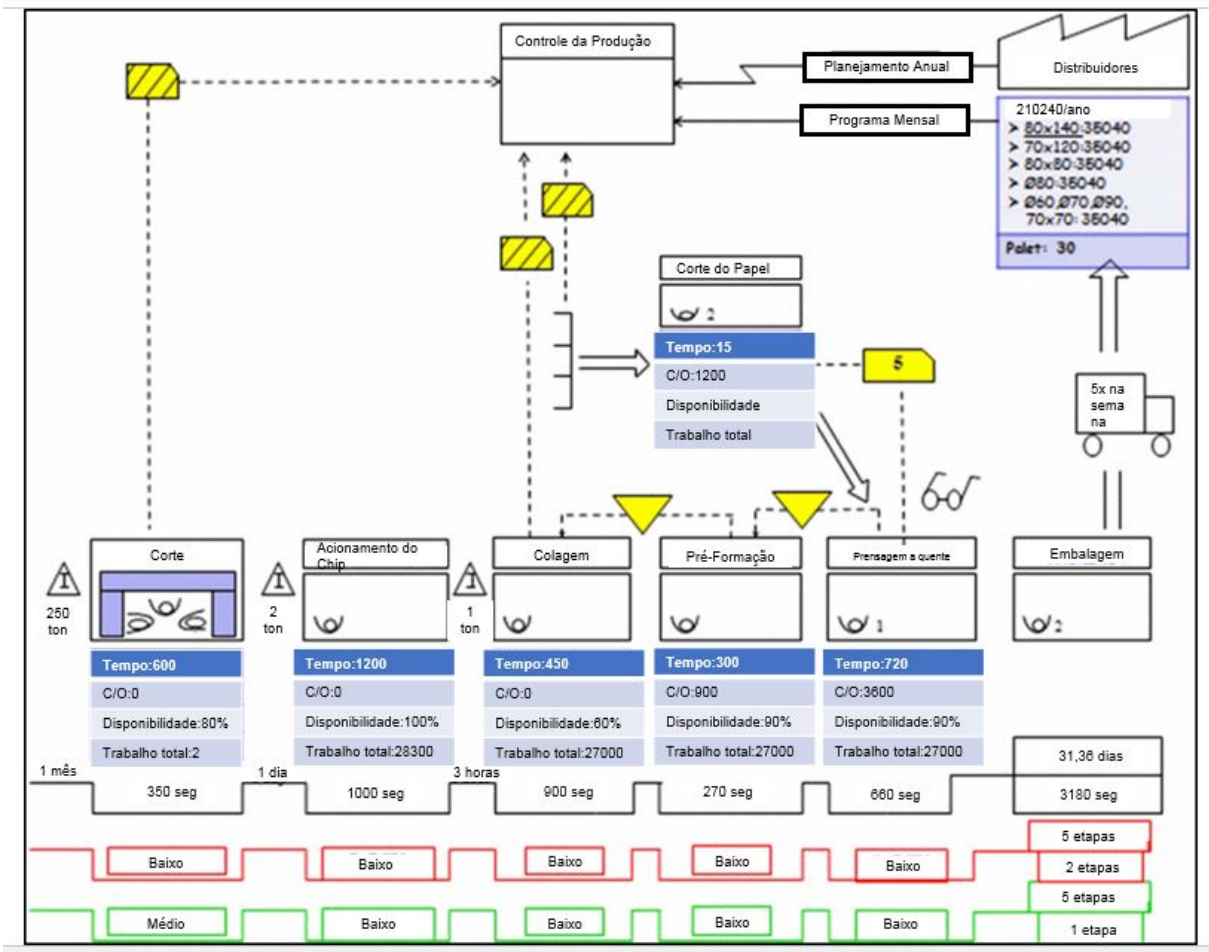 Controle da Produção
Planejamento Anual
Distribuidores
Programa Mensal
210240/ano
➤ 80x140:35040
➤ 70x120:35040
➤ 80x80:35040
➤ Ø80:35040
➤ Ø60,Ø70,Ø90,
70x70:35040
Palet: 30
Corte do Papel
2
Tempo:15
C/O:1200
Disponibilidade
Trabalho total
5
5x na
sema
na
Corte
Acionamento do
Chip
Colagem
Pré-Formação
Prensagem a quente
Embalagem
I
250
ton
I
2
ton
I
1
ton
1
2
Tempo:600
C/O:0
Disponibilidade:80%
Trabalho total:2
Tempo:1200
C/O:0
Disponibilidade:100%
Trabalho total:28300
Tempo:450
C/O:0
Disponibilidade:60%
Trabalho total:27000
Tempo:300
C/O:900
Disponibilidade:90%
Trabalho total:27000
Tempo:720
C/O:3600
Disponibilidade:90%
Trabalho total:27000
1 mês
350 seg
1 dia
1000 seg
3 horas
900 seg
270 seg
660 seg
31,36 dias
3180 seg
Baixo
Baixo
Baixo
Baixo
Baixo
5 etapas
2 etapas
Médio
Baixo
Baixo
Baixo
Baixo
5 etapas
1 etapa